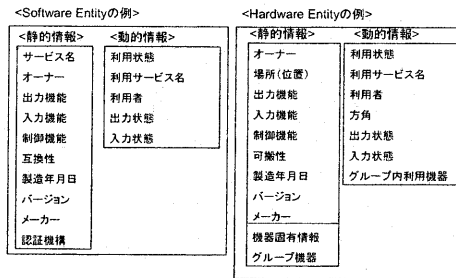 <Software Entityの例>
<静的情報>
サービス名
オーナー
出力機能
入力機能
制御機能
互換性
製造年月日
バージョン
メーカー
認証機構
<動的情報>
利用状態
利用サービス名
利用者
出力状態
入力状態
<Hardware Entityの例>
<静的情報>
オーナー
場所(位置)
出力機能
入力機能
制御機能
可搬性
製造年月日
バージョン
メーカー
機器固有情報
グループ機器
<動的情報>
利用状態
利用サービス名
利用者
方角
出力状態
入力状態
グループ内利用機器